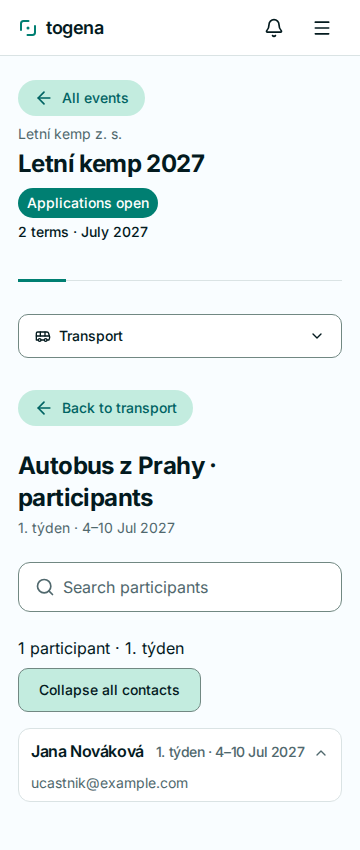 togena
All events
Letní kemp z. s.
Letní kemp 2027
Applications open
2 terms · July 2027
Transport
Back to transport
Autobus z Prahy ·
participants
1. týden · 4–10 Jul 2027
Search participants
1 participant · 1. týden
Collapse all contacts
Jana Nováková 1. týden · 4–10 Jul 2027
ucastnik@example.com